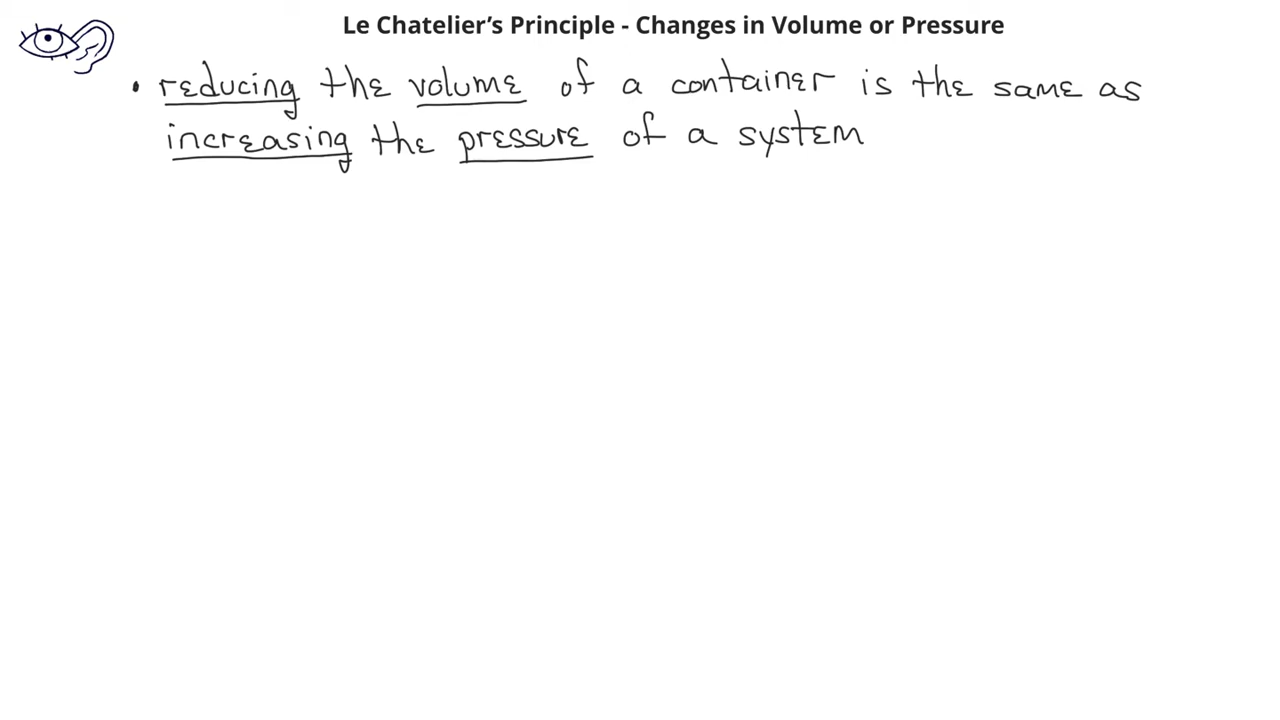 Le Chatelier's Principle - Changes in Volume or Pressure
• reducing the volume of a container is the same as
increasing the pressure of a system